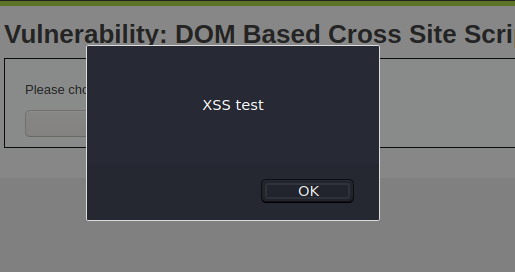 Vulnerability: DOM Based Cross Site Scri
Please cho
XSS test
OK